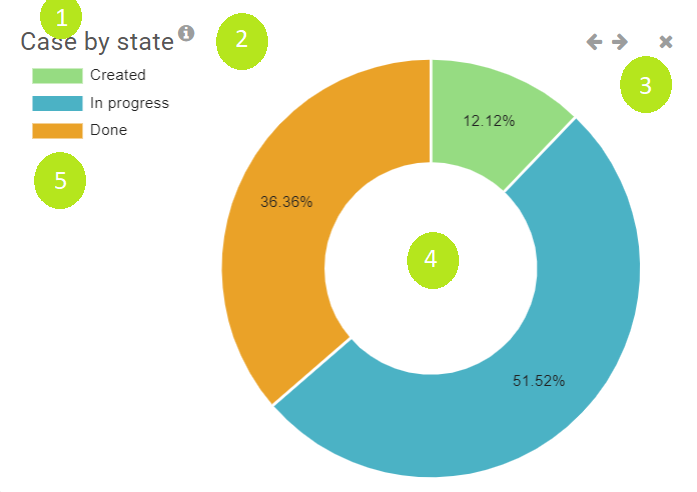 1
Case by state
2
Created
In progress
Done
3
5
12.12%
36.36%
4
51.52%